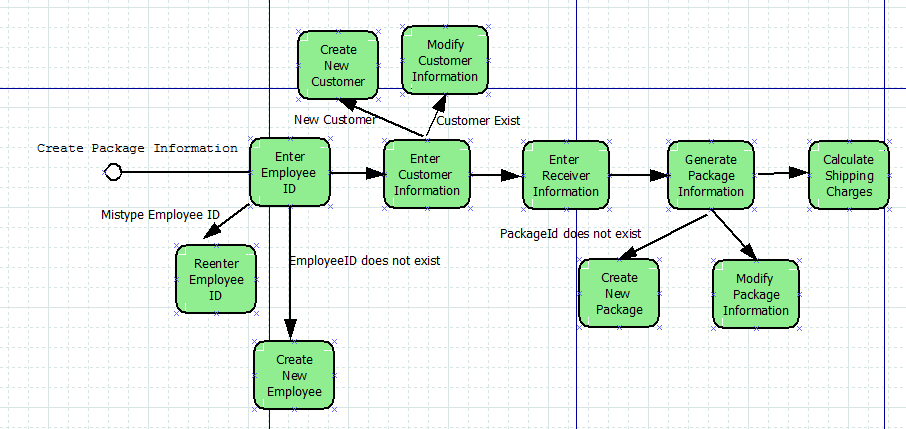 Create
New
Customer
Modify
Customer
Information
New Customer
Customer Exist
Create Package Information
Enter
Employee
ID
Enter
Customer
Information
Enter
Receiver
Information
Generate
Package
Information
Calculate
Shipping
Charges
Mistype Employee ID
PackageId does not exist
EmployeeID does not exist
Reenter
Employee
ID
Create
New
Package
Modify
Package
Information
Create
New
Employee